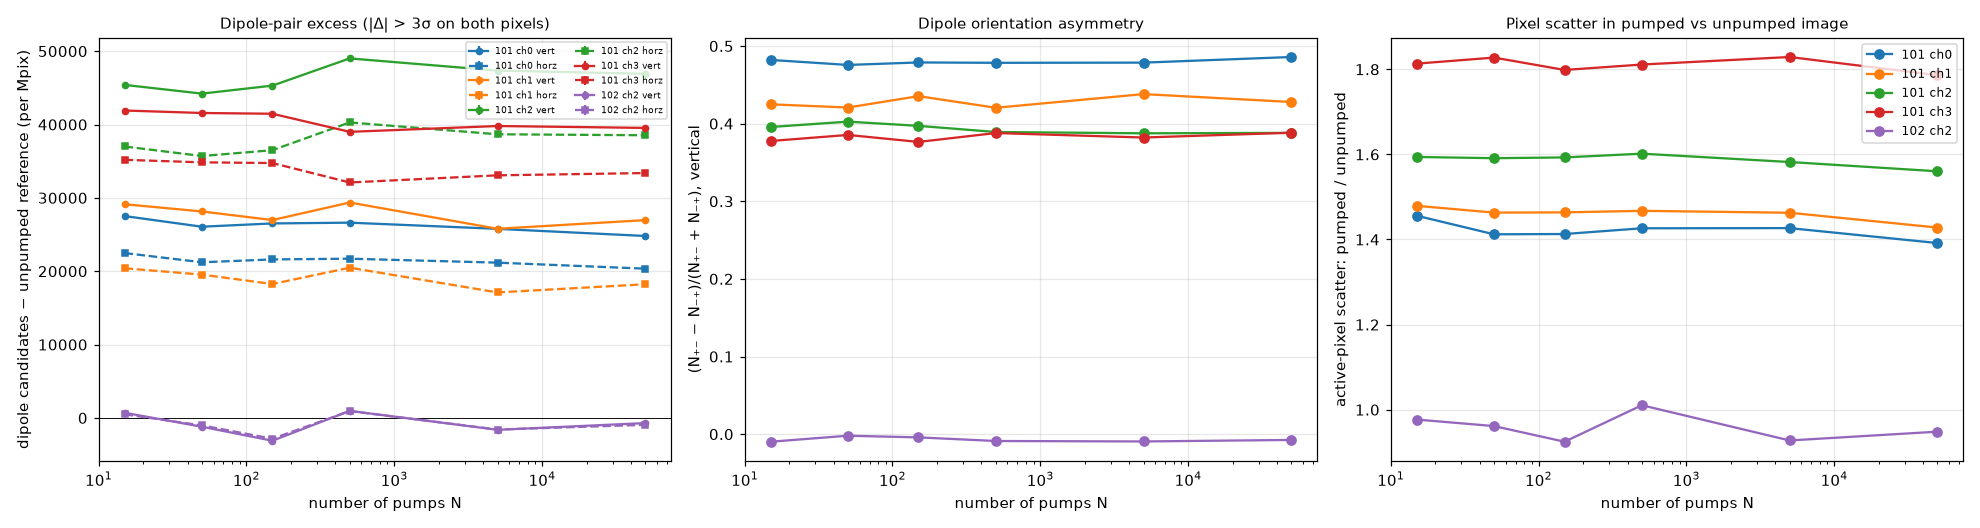 Dipole-pair excess (|Δ| > 3σ on both pixels)
dipole candidates − unpumped reference (per Mpix)
50000
40000
30000
20000
10000
0
10¹
10²
10³
10⁴
number of pumps N
101 ch0 vert
101 ch0 horz
101 ch1 vert
101 ch1 horz
101 ch2 vert
101 ch2 horz
101 ch3 vert
101 ch3 horz
102 ch2 vert
102 ch2 horz
Dipole orientation asymmetry
(N₊₋ − N₋₊)/(N₊₋ + N₋₊), vertical
0.5
0.4
0.3
0.2
0.1
0.0
10¹
10²
10³
10⁴
number of pumps N
Pixel scatter in pumped vs unpumped image
active-pixel scatter: pumped / unpumped
1.8
1.6
1.4
1.2
1.0
10¹
10²
10³
10⁴
number of pumps N
101 ch0
101 ch1
101 ch2
101 ch3
102 ch2